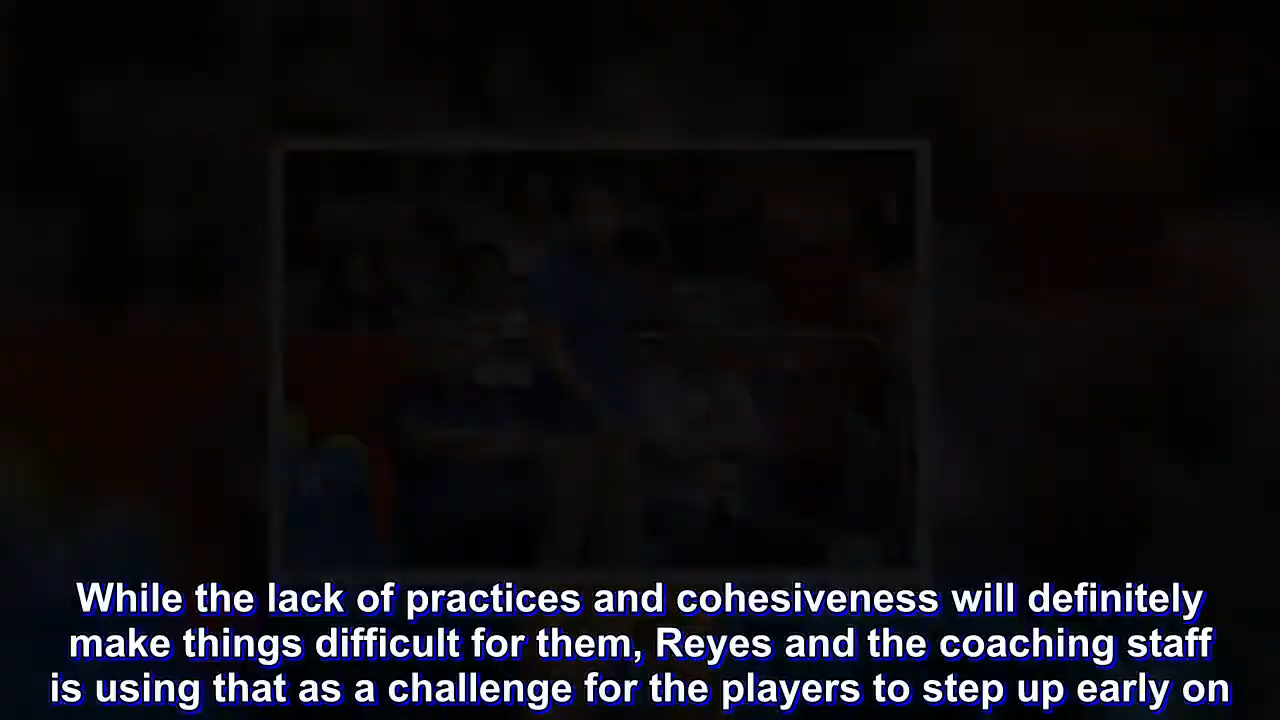 While the lack of practices and cohesiveness will definitely
make things difficult for them, Reyes and the coaching staff
is using that as a challenge for the players to step up early on